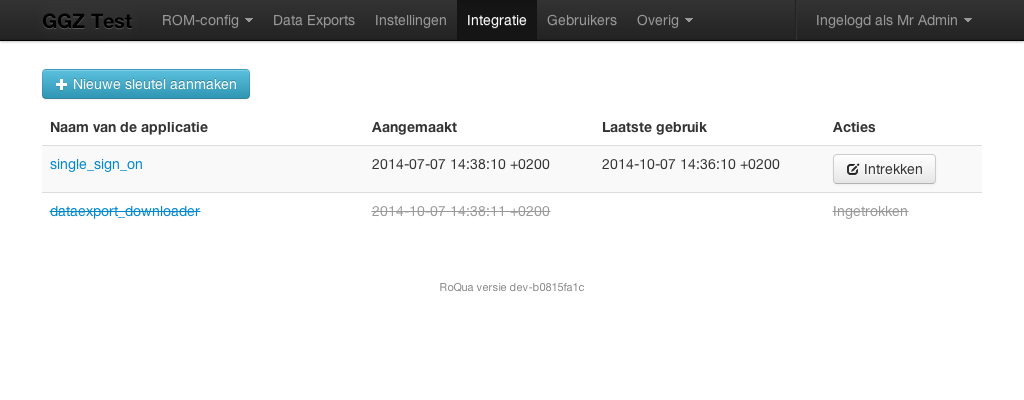 GGZ Test ROM-config Data Exports Instellingen Integratie Gebruikers Overig Ingelogd als Mr Admin
Nieuwe sleutel aanmaken
Naam van de applicatie Aangemaakt Laatste gebruik Acties
single_sign_on 2014-07-07 14:38:10 +0200 2014-10-07 14:36:10 +0200 Intrekken
dataexport_downloader 2014-10-07 14:38:11 +0200 Ingetrokken
RoQua versie dev-b0815fa1c